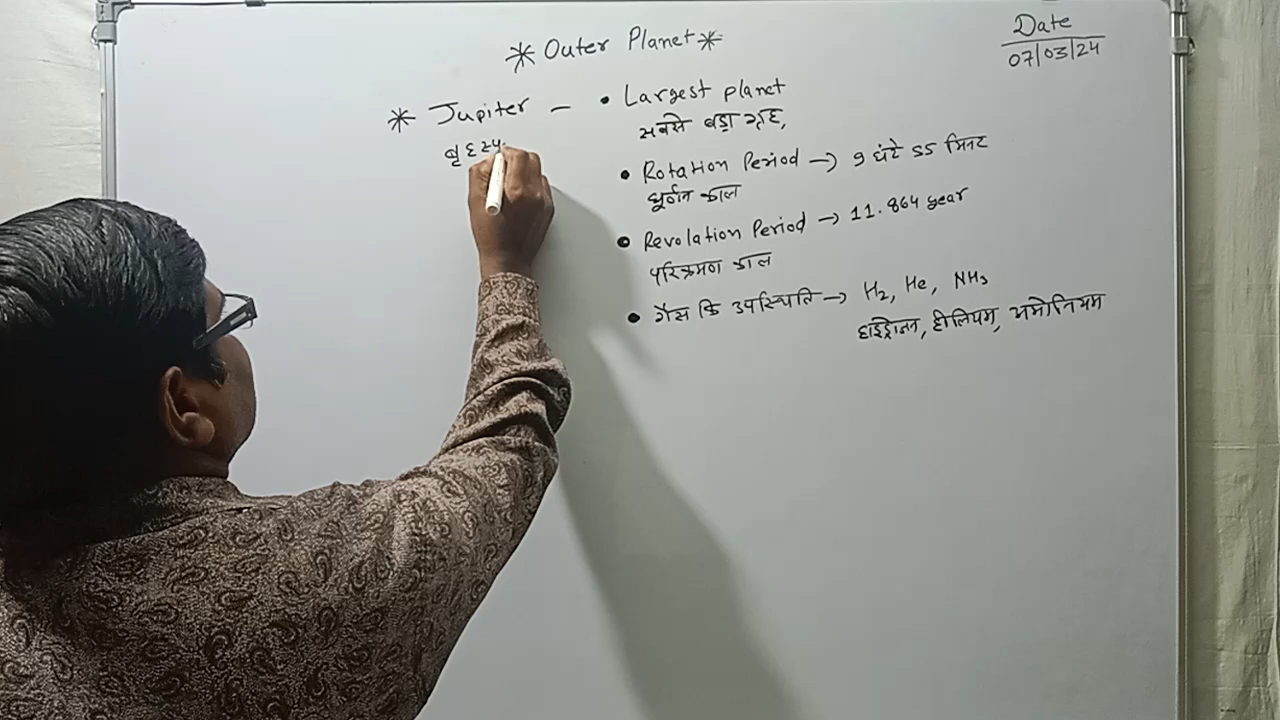 * Outer Planet *
Date
07/03/24
* Jupiter - • Largest planet
बृहस्प
सबसे बड़ा ग्रह,
• Rotation Period → 9 घंटे 55 मिनट
घूर्णन काल
• Revolation Period → 11.864 year
परिक्रमण काल
• गैस कि उपस्थिति → H2, He, NH3
हाइड्रोजन, हीलियम, अमोनियम